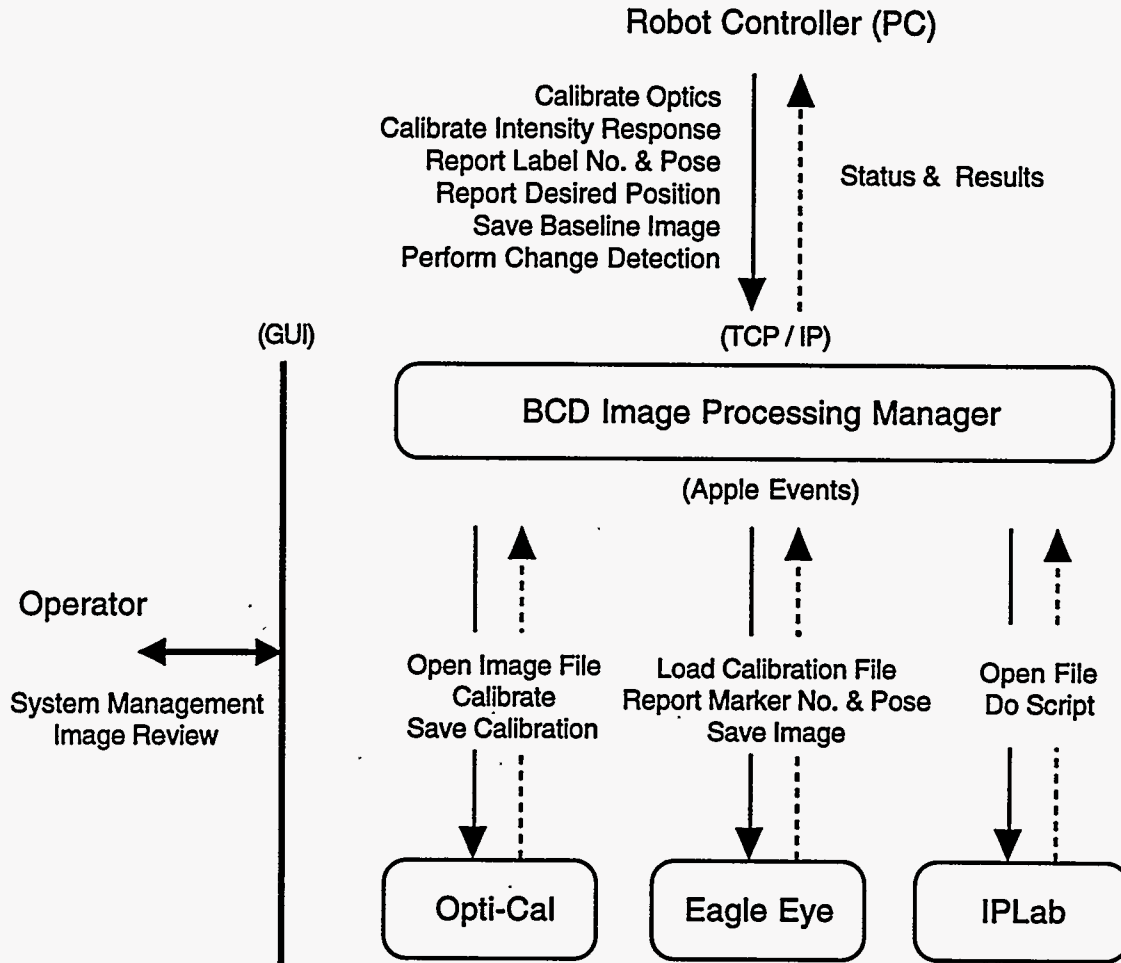 Robot Controller (PC)
Calibrate Optics
Calibrate Intensity Response
Report Label No. & Pose
Report Desired Position
Save Baseline Image
Perform Change Detection
Status & Results
(GUI)
(TCP / IP)
BCD Image Processing Manager
(Apple Events)
Operator
System Management
Image Review
Open Image File
Calibrate
Save Calibration
Load Calibration File
Report Marker No. & Pose
Save Image
Open File
Do Script
Opti-Cal
Eagle Eye
IPLab